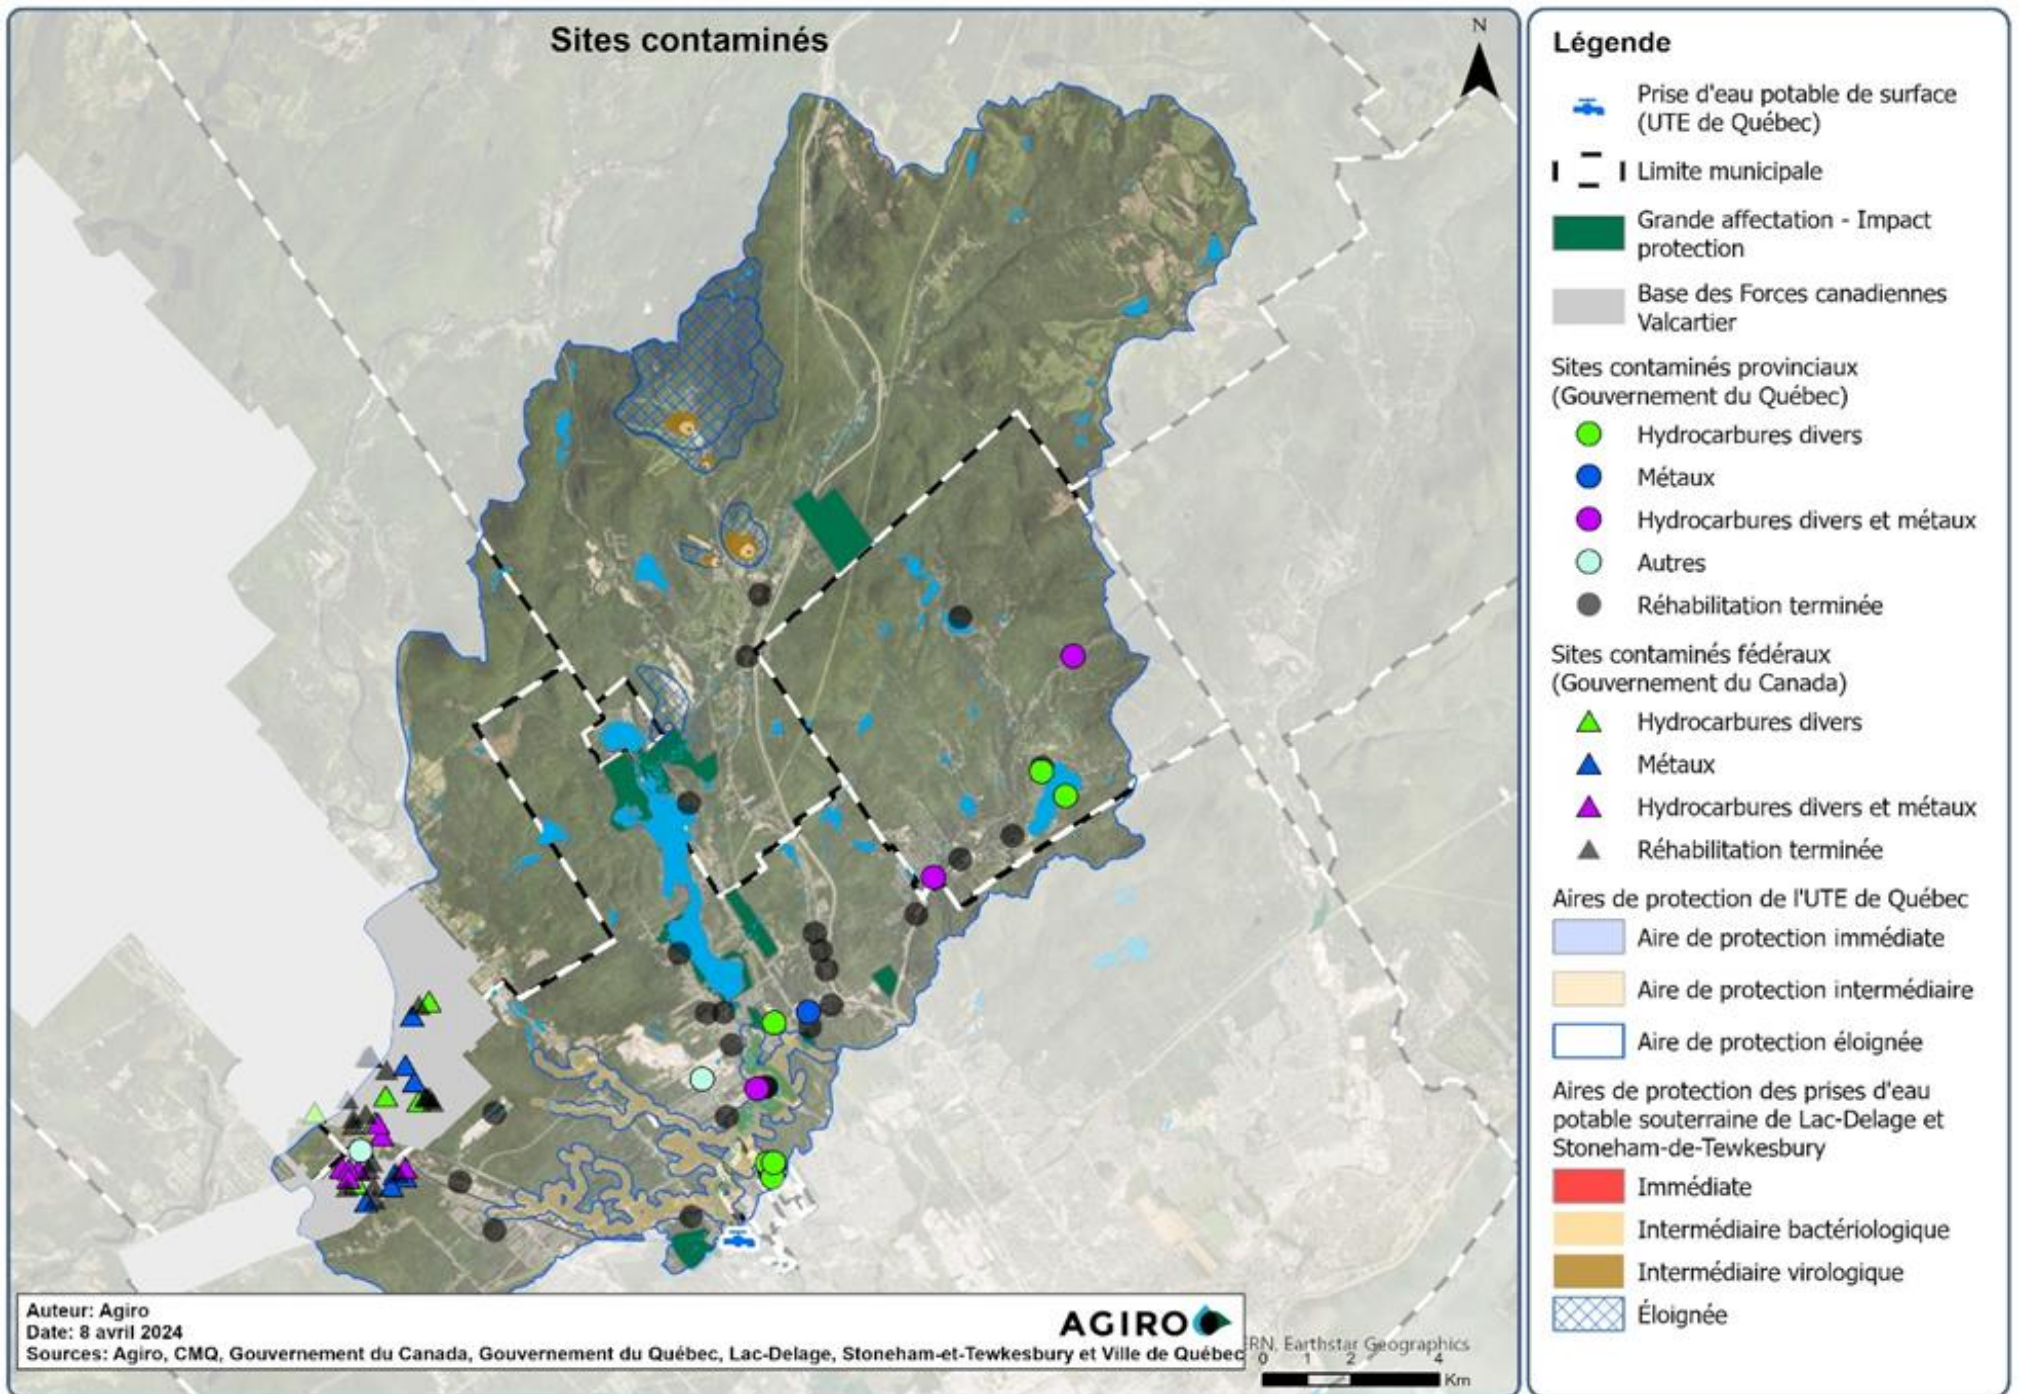 Sites contaminés
N
Légende
Prise d'eau potable de surface
(UTE de Québec)
Limite municipale
Grande affectation - Impact
protection
Base des Forces canadiennes
Valcartier
Sites contaminés provinciaux
(Gouvernement du Québec)
Hydrocarbures divers
Métaux
Hydrocarbures divers et métaux
Autres
Réhabilitation terminée
Sites contaminés fédéraux
(Gouvernement du Canada)
Hydrocarbures divers
Métaux
Hydrocarbures divers et métaux
Réhabilitation terminée
Aires de protection de l'UTE de Québec
Aire de protection immédiate
Aire de protection intermédiaire
Aire de protection éloignée
Aires de protection des prises d'eau
potable souterraine de Lac-Delage et
Stoneham-de-Tewkesbury
Immédiate
Intermédiaire bactériologique
Intermédiaire virologique
Éloignée
Auteur: Agiro
Date: 8 avril 2024
Sources: Agiro, CMQ, Gouvernement du Canada, Gouvernement du Québec, Lac-Delage, Stoneham-et-Tewkesbury et Ville de Québec
AGIRO
Earthstar Geographics
0 1 2 4
Km